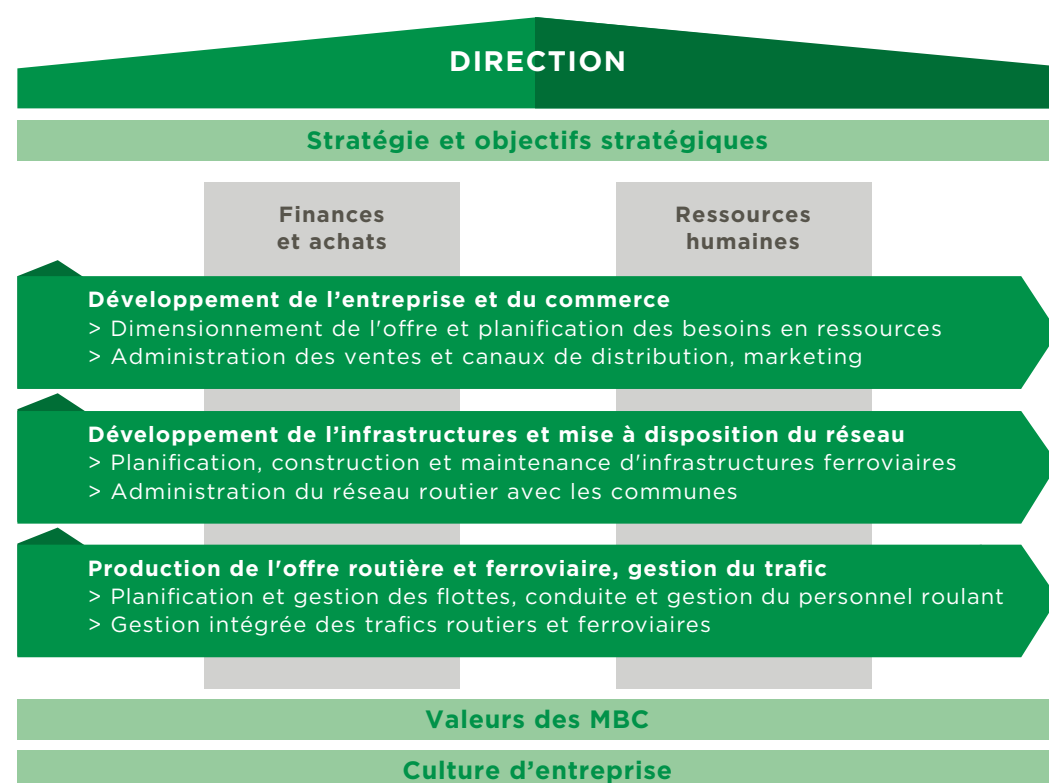 DIRECTION
Stratégie et objectifs stratégiques
Finances
et achats
Ressources
humaines
Développement de l’entreprise et du commerce
> Dimensionnement de l'offre et planification des besoins en ressources
> Administration des ventes et canaux de distribution, marketing
Développement de l’infrastructures et mise à disposition du réseau
> Planification, construction et maintenance d'infrastructures ferroviaires
> Administration du réseau routier avec les communes
Production de l'offre routière et ferroviaire, gestion du trafic
> Planification et gestion des flottes, conduite et gestion du personnel roulant
> Gestion intégrée des trafics routiers et ferroviaires
Valeurs des MBC
Culture d’entreprise